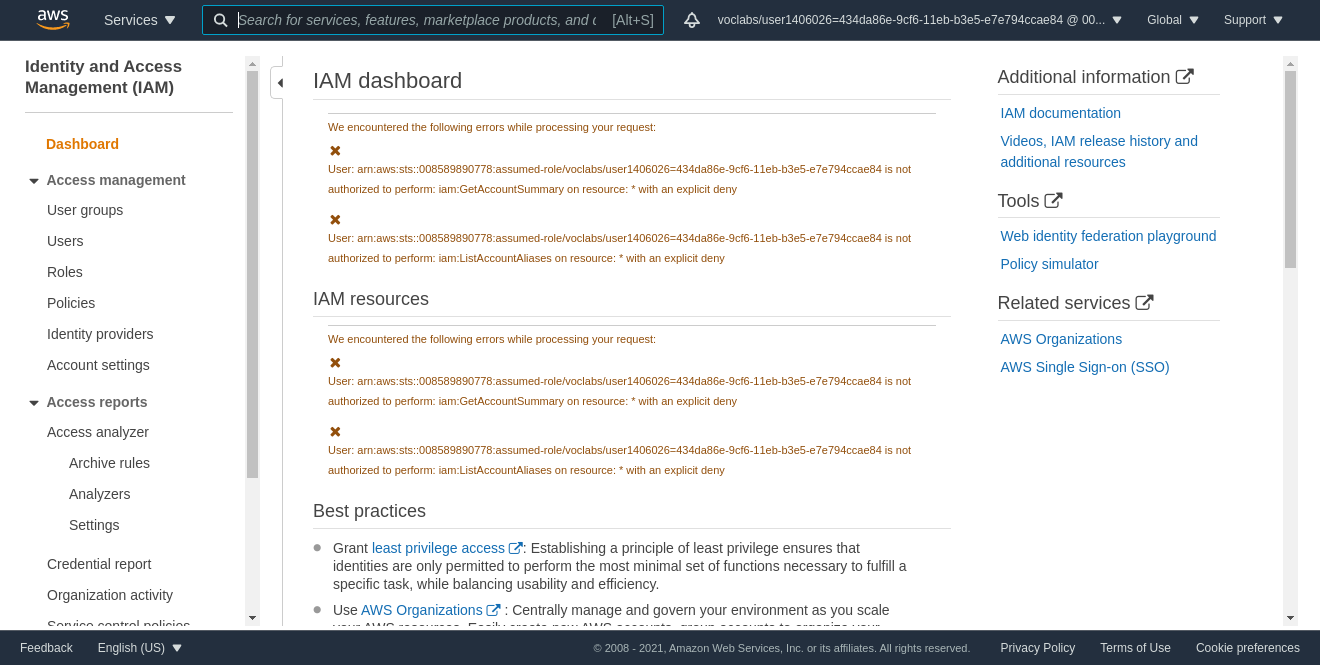 aws
Services
Search for services, features, marketplace products, and d [Alt+S]
voclabs/user1406026=434da86e-9cf6-11eb-b3e5-e7e794ccae84 @ 00...
Global
Support
Identity and Access
Management (IAM)
Dashboard
Access management
User groups
Users
Roles
Policies
Identity providers
Account settings
Access reports
Access analyzer
Archive rules
Analyzers
Settings
Credential report
Organization activity
Service control policies
IAM dashboard
We encountered the following errors while processing your request:
User: arn:aws:sts::008589890778:assumed-role/voclabs/user1406026=434da86e-9cf6-11eb-b3e5-e7e794ccae84 is not
authorized to perform: iam:GetAccountSummary on resource: * with an explicit deny
User: arn:aws:sts::008589890778:assumed-role/voclabs/user1406026=434da86e-9cf6-11eb-b3e5-e7e794ccae84 is not
authorized to perform: iam:ListAccountAliases on resource: * with an explicit deny
IAM resources
We encountered the following errors while processing your request:
User: arn:aws:sts::008589890778:assumed-role/voclabs/user1406026=434da86e-9cf6-11eb-b3e5-e7e794ccae84 is not
authorized to perform: iam:GetAccountSummary on resource: * with an explicit deny
User: arn:aws:sts::008589890778:assumed-role/voclabs/user1406026=434da86e-9cf6-11eb-b3e5-e7e794ccae84 is not
authorized to perform: iam:ListAccountAliases on resource: * with an explicit deny
Best practices
Grant least privilege access : Establishing a principle of least privilege ensures that
identities are only permitted to perform the most minimal set of functions necessary to fulfill a
specific task, while balancing usability and efficiency.
Use AWS Organizations : Centrally manage and govern your environment as you scale
your AWS resources. Easily create new AWS accounts, group accounts to organize your
Additional information
IAM documentation
Videos, IAM release history and
additional resources
Tools
Web identity federation playground
Policy simulator
Related services
AWS Organizations
AWS Single Sign-on (SSO)
Feedback
English (US)
© 2008 - 2021, Amazon Web Services, Inc. or its affiliates. All rights reserved.
Privacy Policy
Terms of Use
Cookie preferences